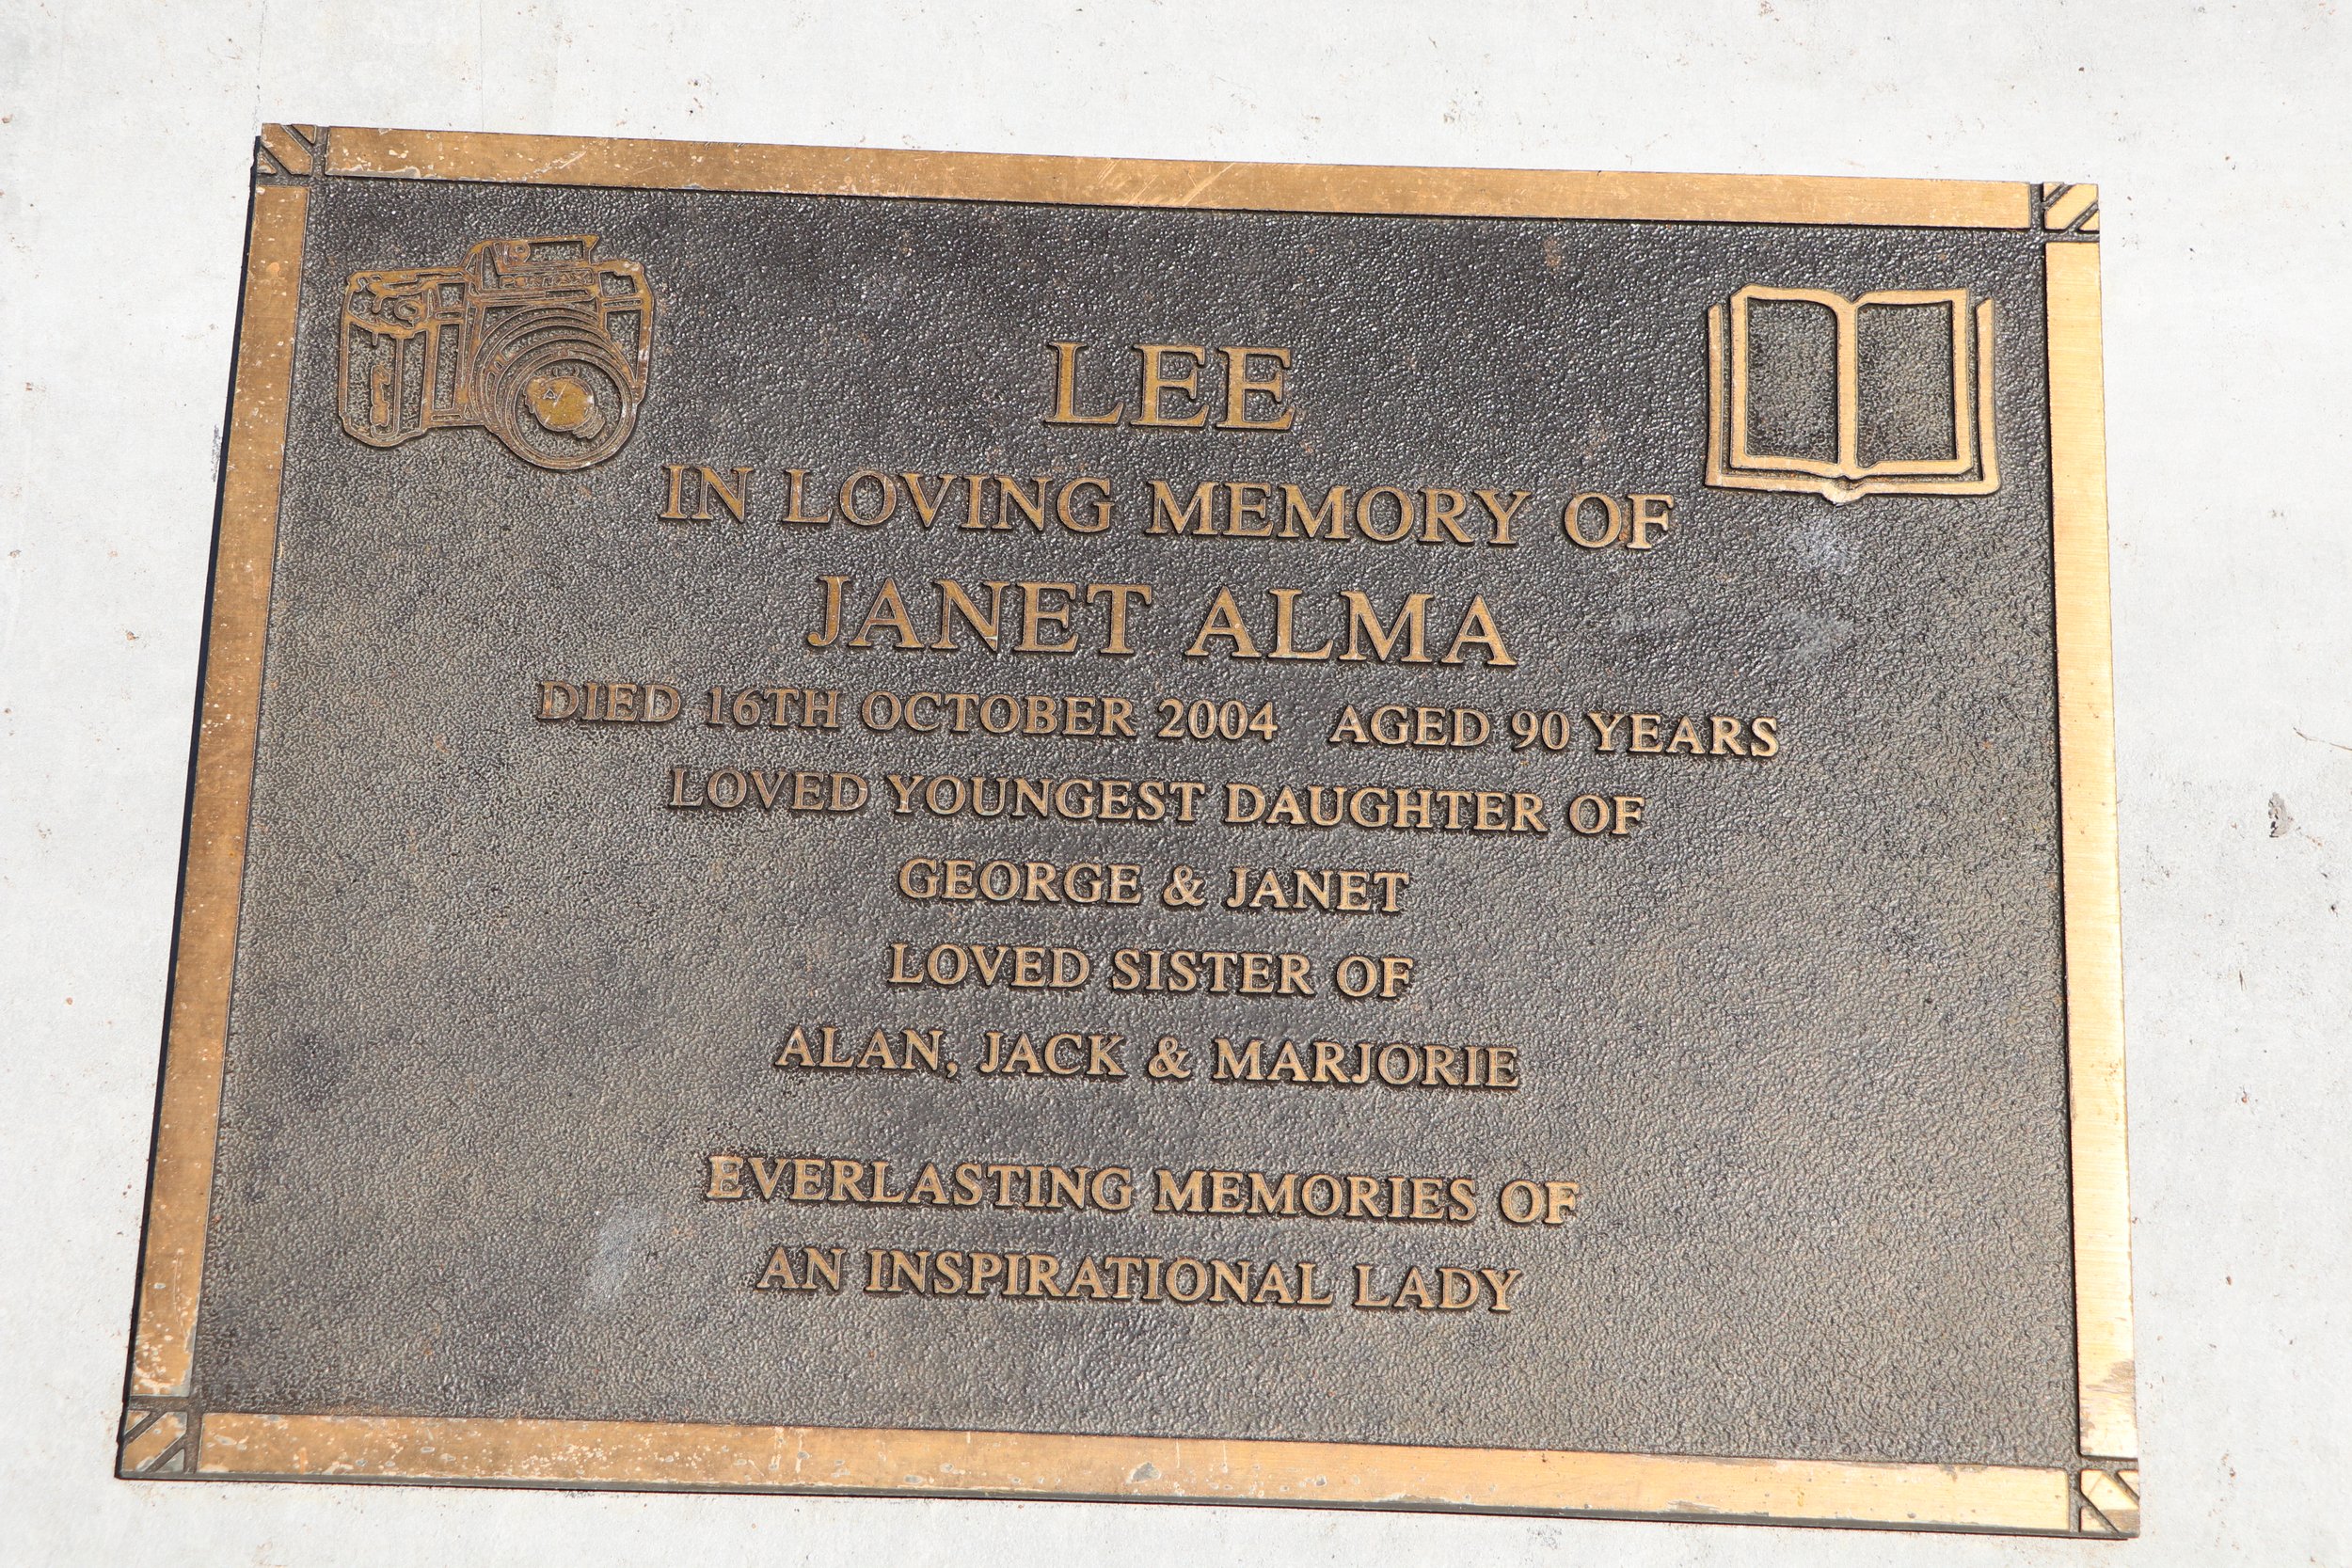 LEE
IN LOVING MEMORY OF
JANET ALMA
DIED 16TH OCTOBER 2004 AGED 90 YEARS
LOVED YOUNGEST DAUGHTER OF
GEORGE & JANET
LOVED SISTER OF
ALAN, JACK & MARJORIE
EVERLASTING MEMORIES OF
AN INSPIRATIONAL LADY